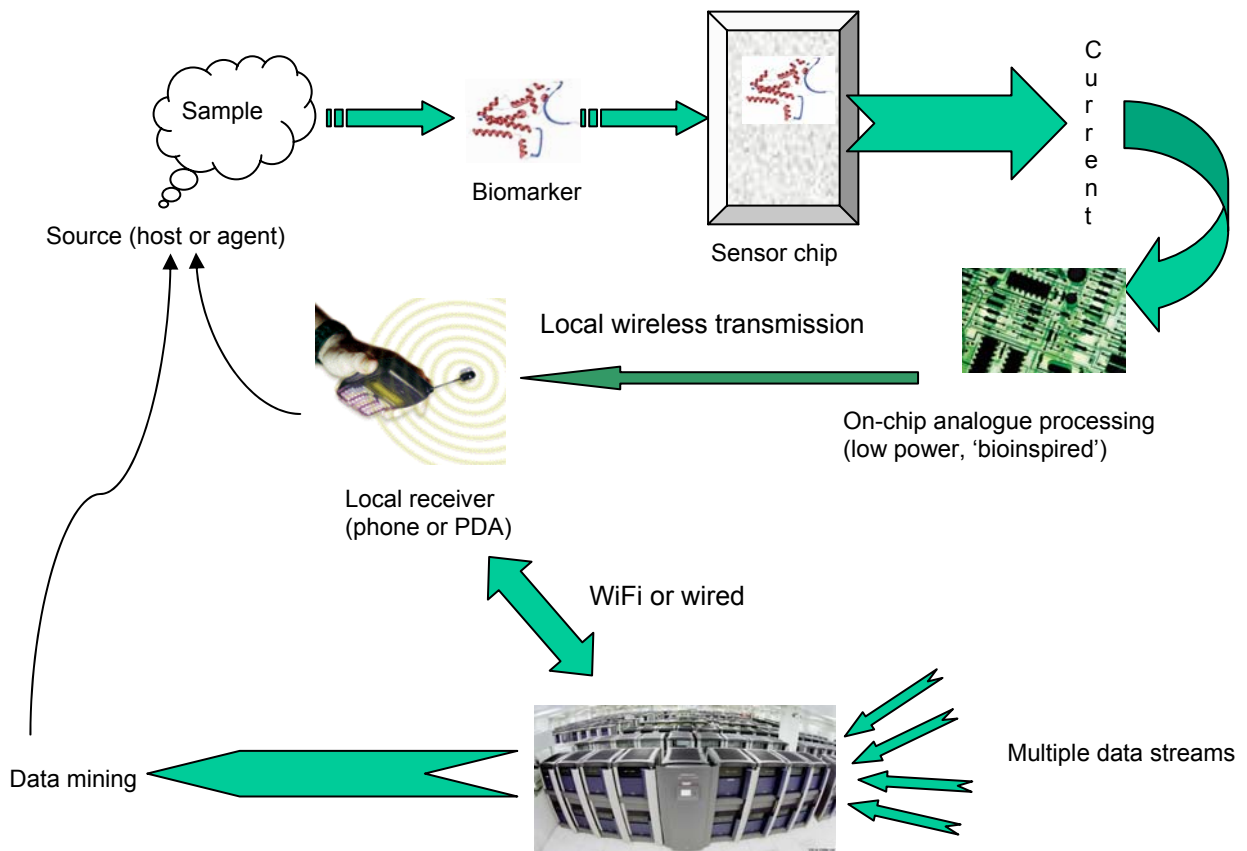 Sample
Biomarker
Sensor chip
Current
Source (host or agent)
Local wireless transmission
On-chip analogue processing
(low power, ‘bioinspired’)
Local receiver
(phone or PDA)
WiFi or wired
Multiple data streams
Data mining